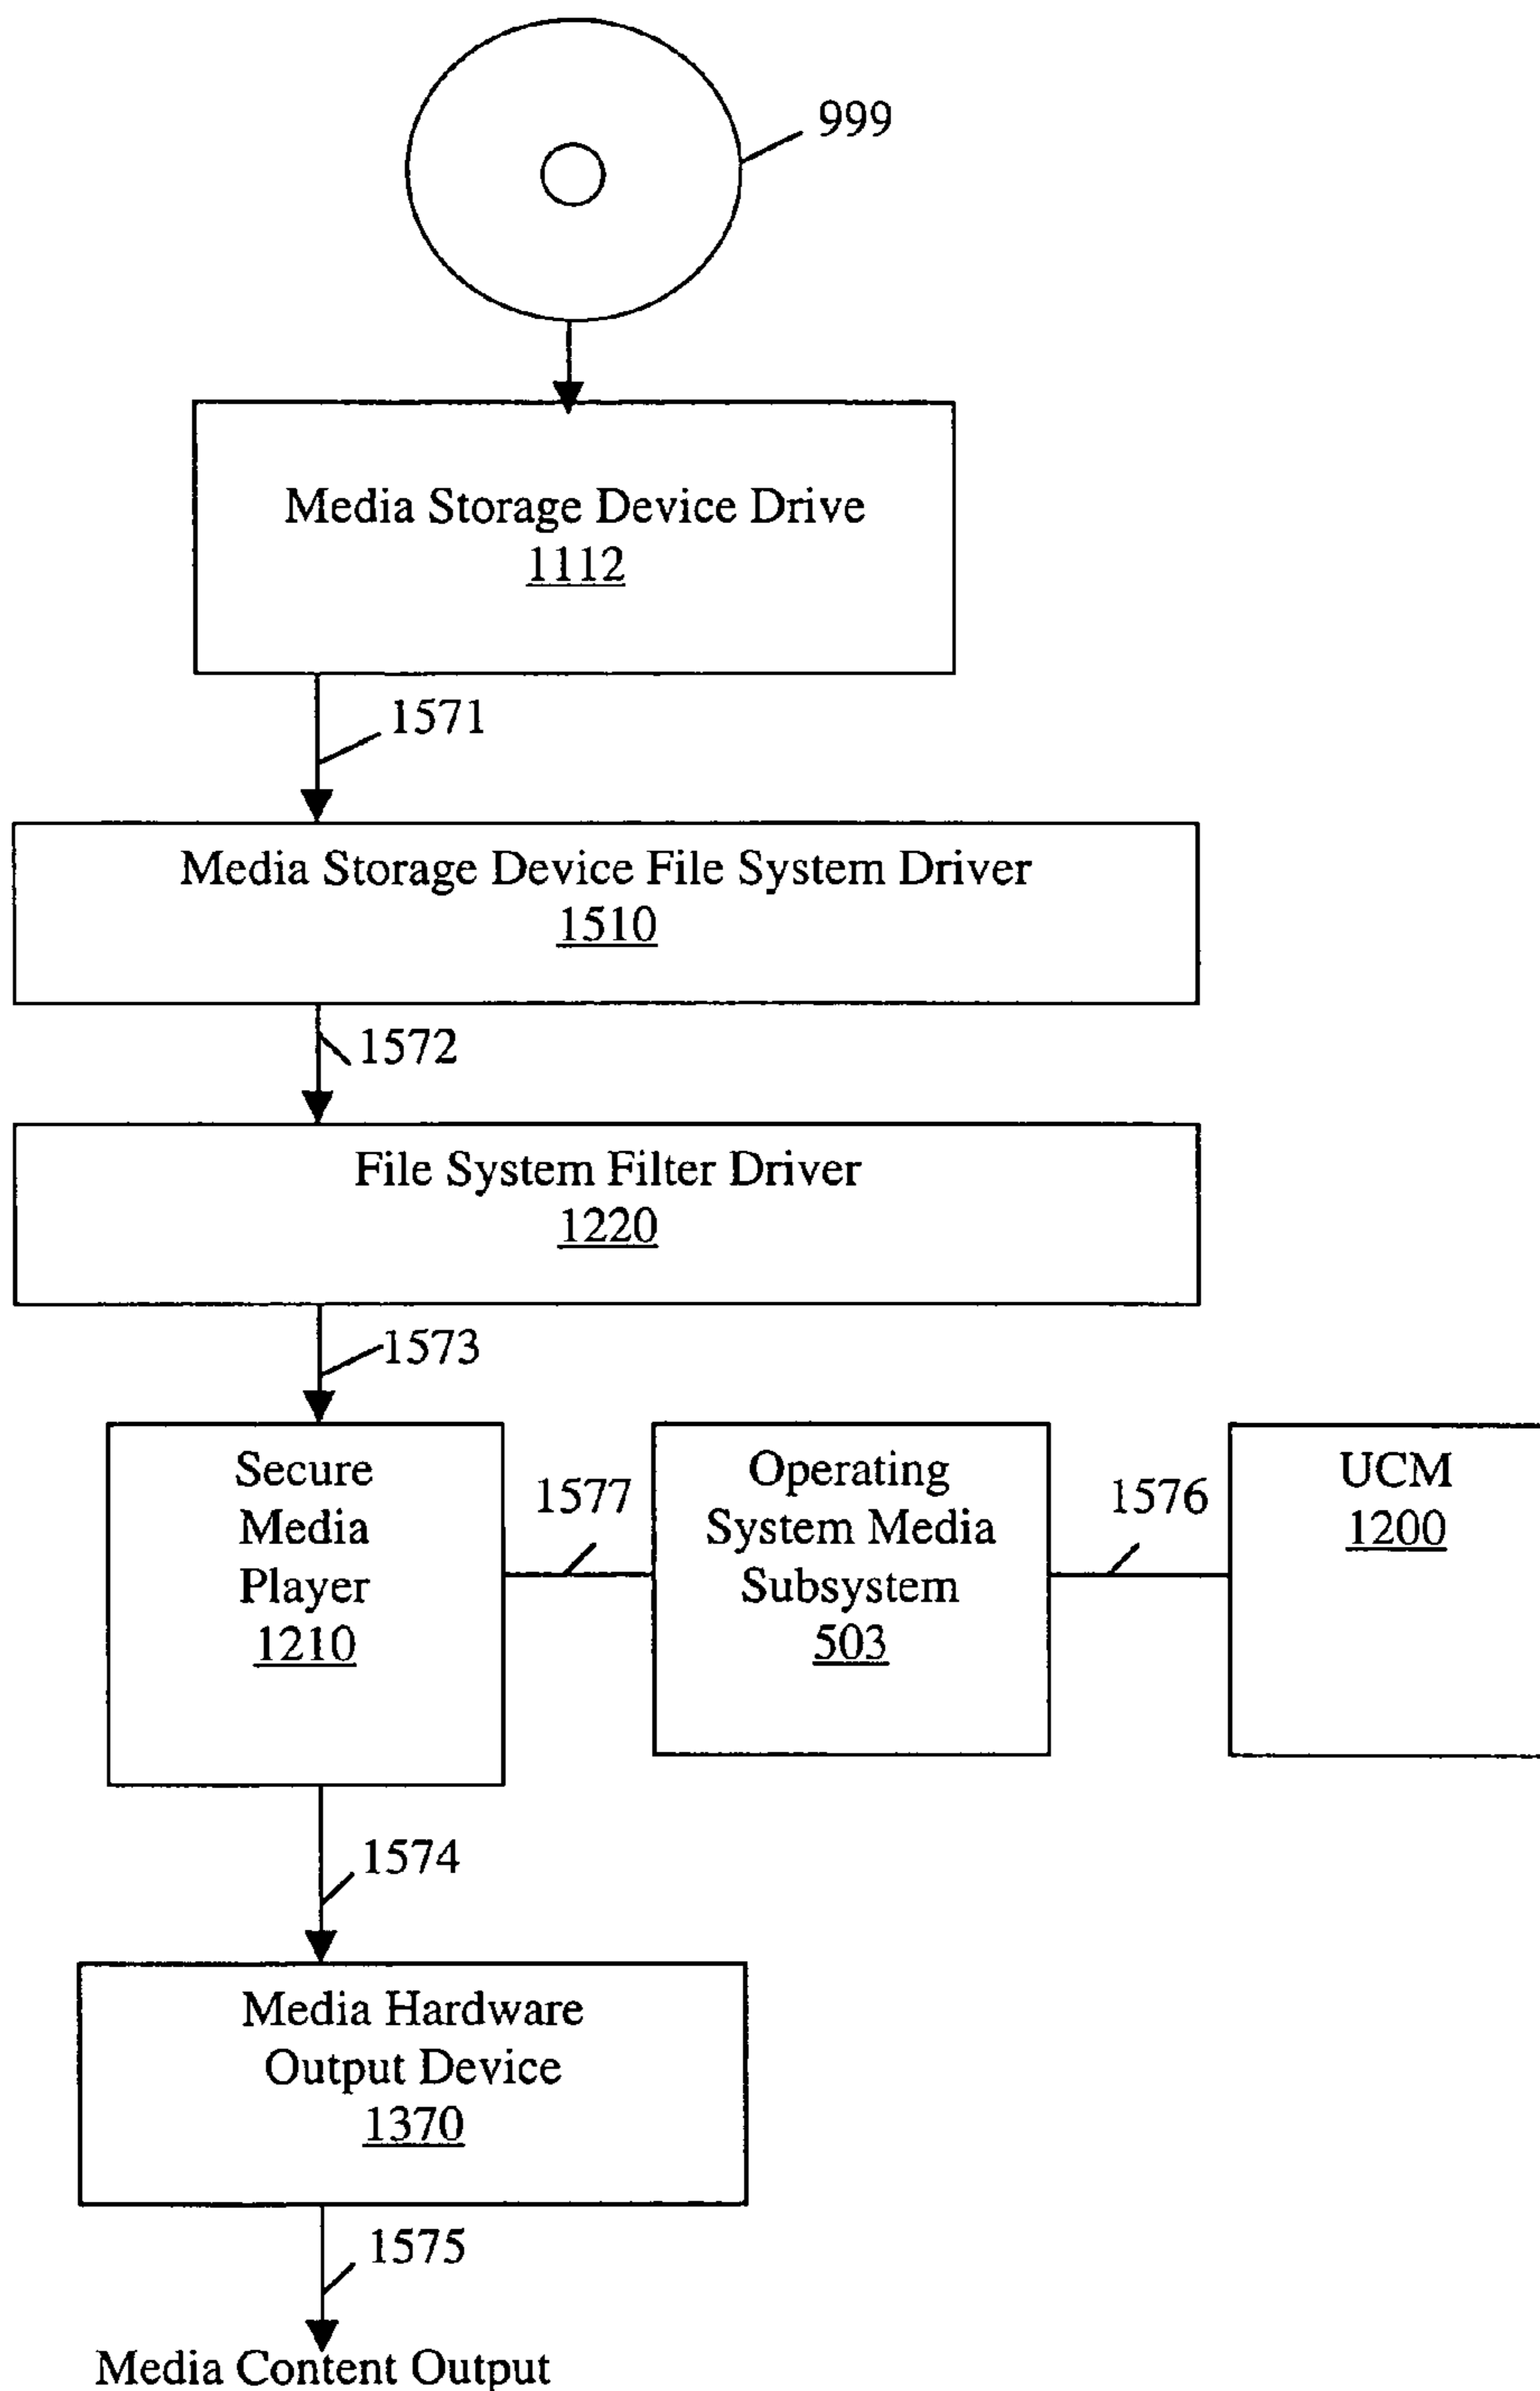 999
Media Storage Device Drive
1112
1571
Media Storage Device File System Driver
1510
1572
File System Filter Driver
1220
1573
Secure
Media
Player
1210
1577
Operating
System Media
Subsystem
503
1576
UCM
1200
1574
Media Hardware
Output Device
1370
1575
Media Content Output